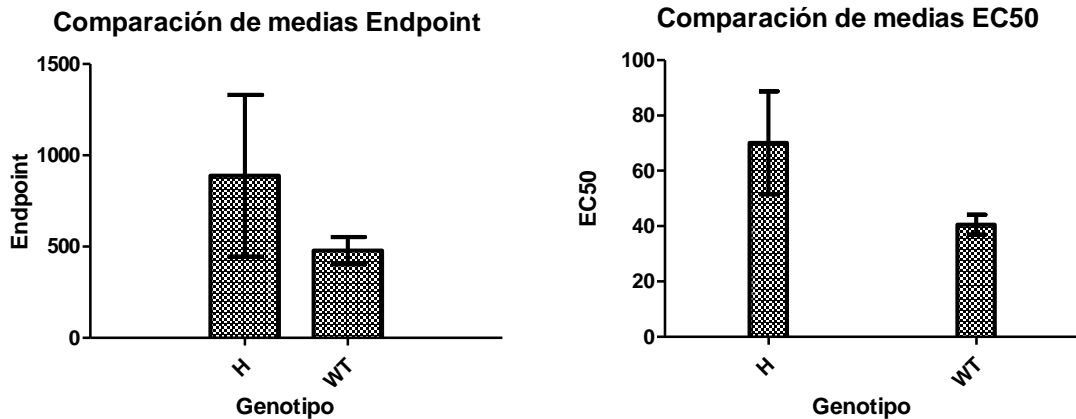 Comparación de medias Endpoint
1500
1000
500
0
Endpoint
H
WT
Genotipo
Comparación de medias EC50
100
80
60
40
20
0
EC50
H
WT
Genotipo